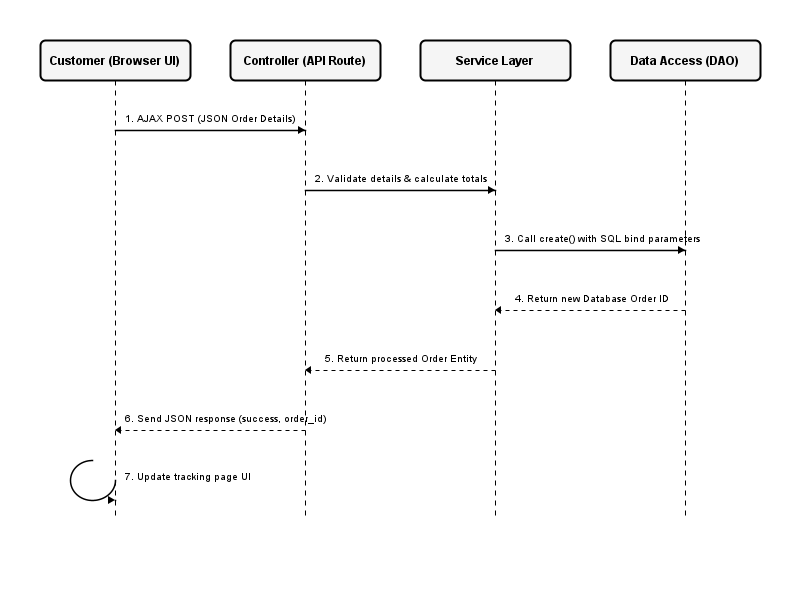 Customer (Browser UI)
Controller (API Route)
Service Layer
Data Access (DAO)
1. AJAX POST (JSON Order Details)
2. Validate details & calculate totals
3. Call create() with SQL bind parameters
4. Return new Database Order ID
5. Return processed Order Entity
6. Send JSON response (success, order_id)
7. Update tracking page UI